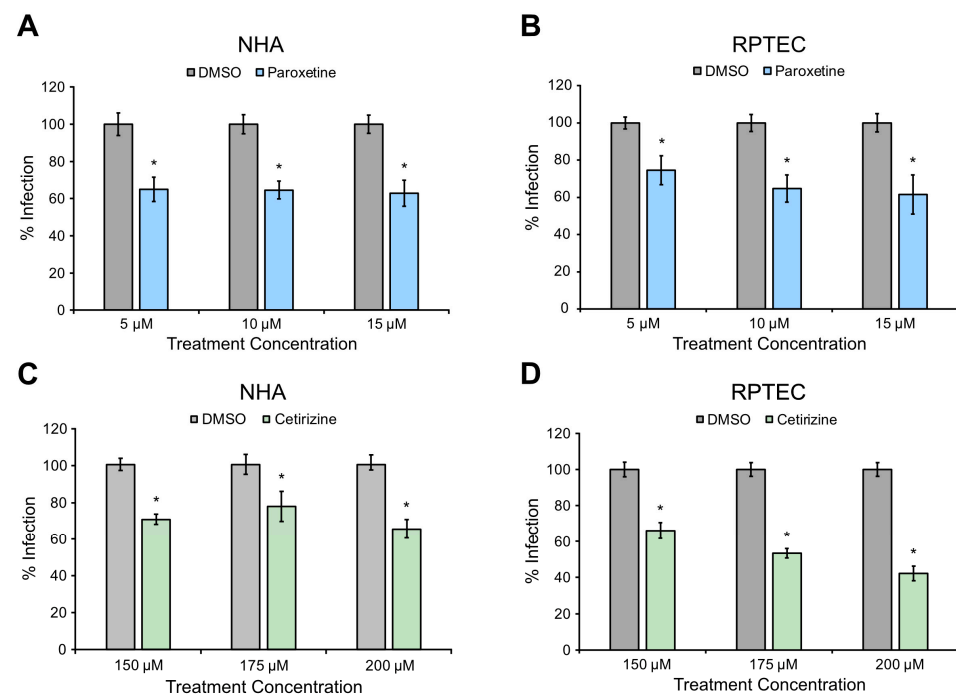 A
NHA
DMSO Paroxetine
120
100
80
60
40
20
0
% Infection
* * *
5 µM 10 µM 15 µM
Treatment Concentration
B
RPTEC
DMSO Paroxetine
120
100
80
60
40
20
0
% Infection
* * *
5 µM 10 µM 15 µM
Treatment Concentration
C
NHA
DMSO Cetirizine
120
100
80
60
40
20
0
% Infection
* * *
150 µM 175 µM 200 µM
Treatment Concentration
D
RPTEC
DMSO Cetirizine
120
100
80
60
40
20
0
% Infection
* * *
150 µM 175 µM 200 µM
Treatment Concentration